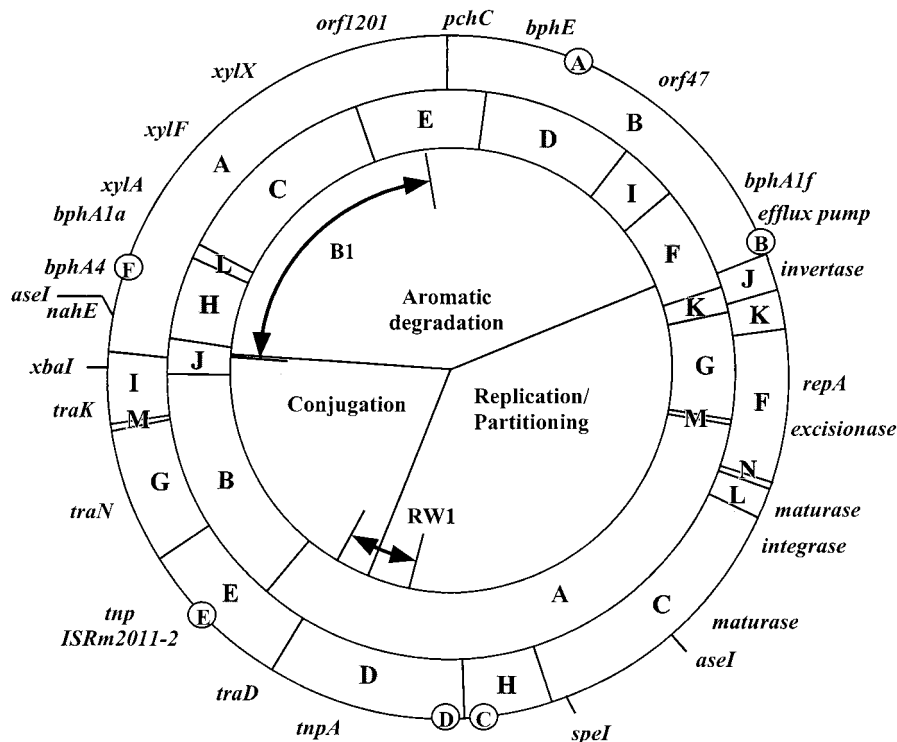 orf1201
pchC
bphE
orf47
bphA1f
efflux pump
invertase
repA
excisionase
maturase
integrase
maturase
aseI
speI
tnpA
traD
tnp
ISRm2011-2
traN
traK
xbaI
nahE
aseI
bphA4
bphA1a
xylA
xylF
xylX
A
B
J
K
F
N
L
C
H
D
E
G
M
I
A
B
C
D
E
F
E
D
I
F
K
G
M
A
B
J
H
L
C
B1
Aromatic
degradation
Conjugation
Replication/
Partitioning
RW1